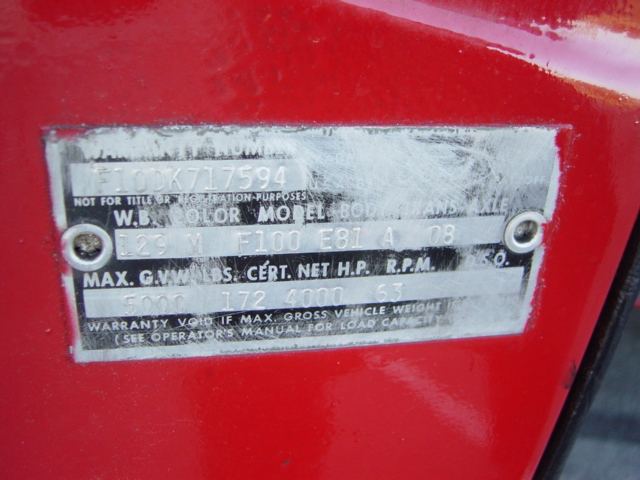 F10DK717594
NOT FOR TITLE OR REGISTRATION PURPOSES
W.B. COLOR MODEL BODY TRANS AXLE
129 M F100 E81 A 08
MAX. G.V.W. LBS. CERT. NET H.P. R.P.M. D.S.O.
5000 172 4000 63
WARRANTY VOID IF MAX. GROSS VEHICLE WEIGHT
(SEE OPERATOR'S MANUAL FOR LOAD CAPACITY